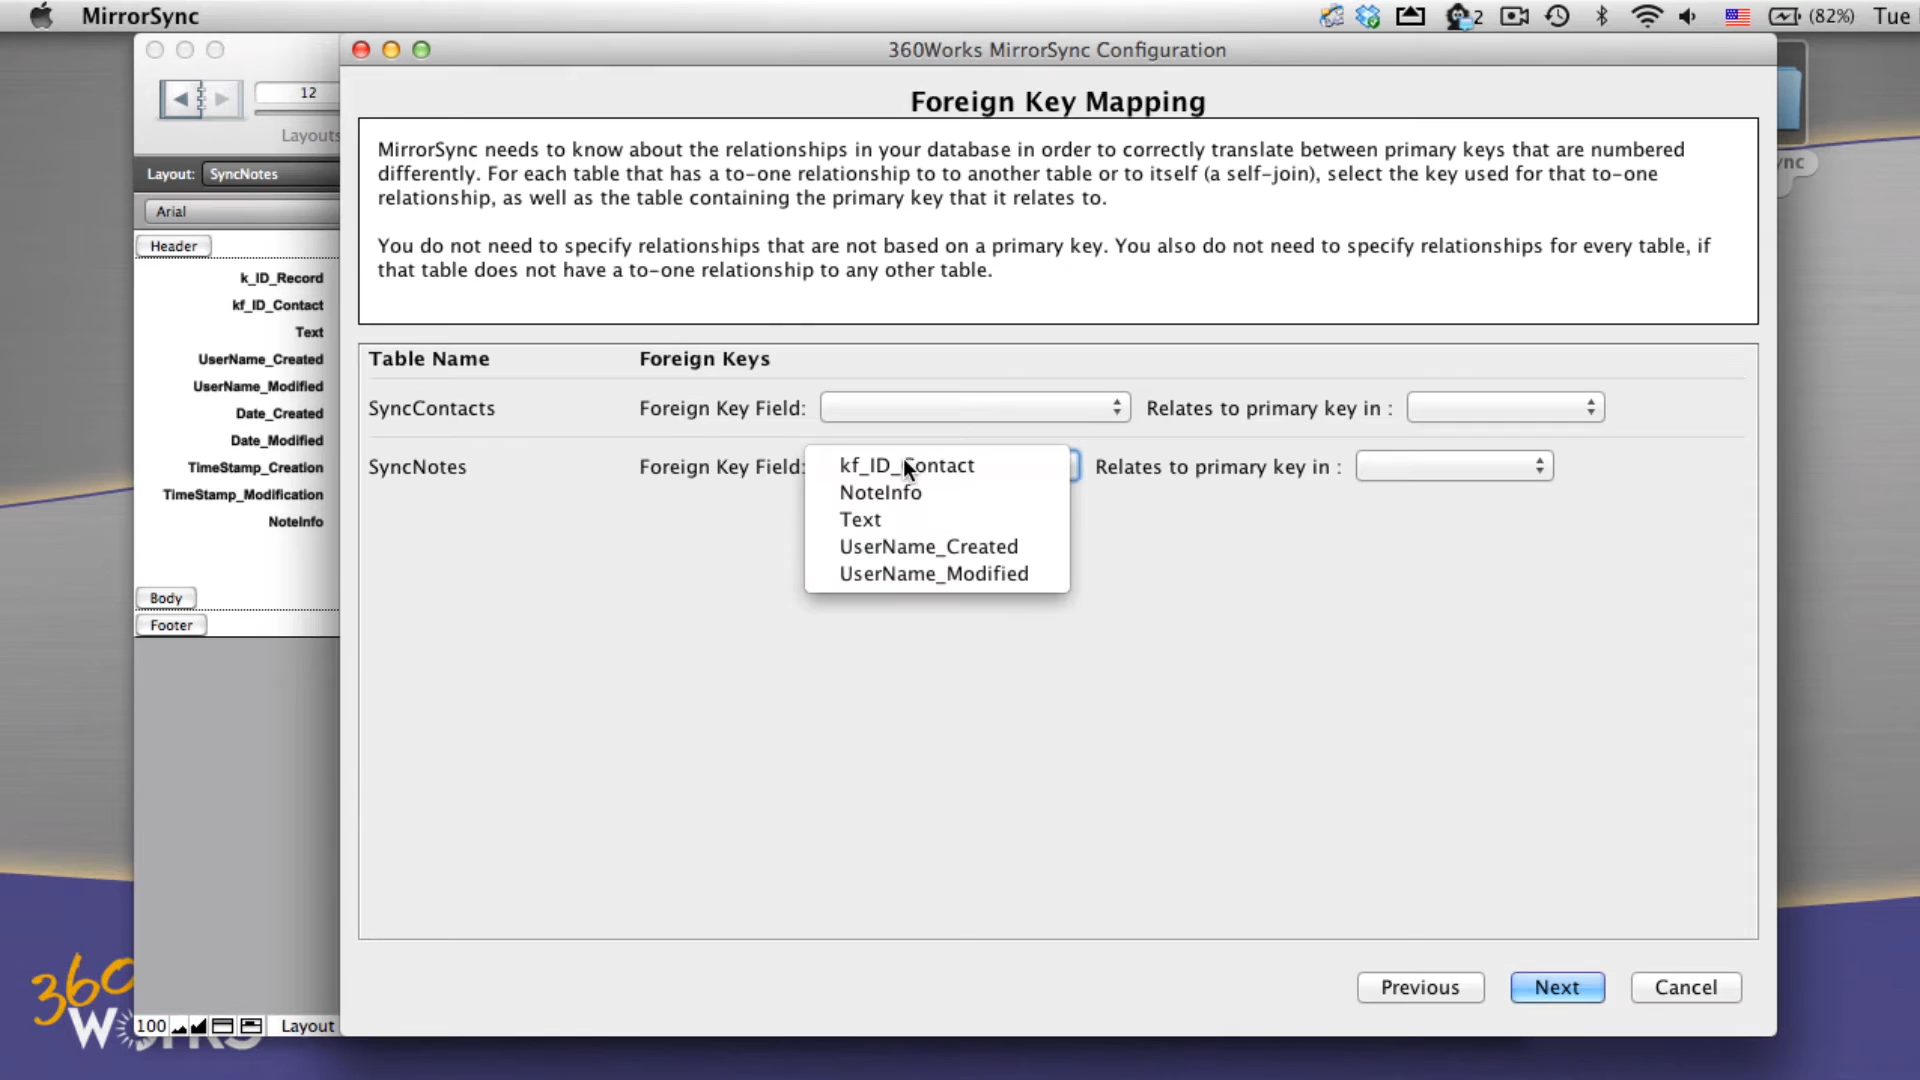 MirrorSync
2
(82%)
Tue
360Works MirrorSync Configuration
12
Layouts
Layout:
SyncNotes
Arial
Header
k_ID_Record
kf_ID_Contact
Text
UserName_Created
UserName_Modified
Date_Created
Date_Modified
TimeStamp_Creation
TimeStamp_Modification
NoteInfo
Body
Footer
100
Layout
Foreign Key Mapping
MirrorSync needs to know about the relationships in your database in order to correctly translate between primary keys that are numbered
differently. For each table that has a to-one relationship to to another table or to itself (a self-join), select the key used for that to-one
relationship, as well as the table containing the primary key that it relates to.
You do not need to specify relationships that are not based on a primary key. You also do not need to specify relationships for every table, if
that table does not have a to-one relationship to any other table.
Table Name
Foreign Keys
SyncContacts
Foreign Key Field:
Relates to primary key in :
SyncNotes
Foreign Key Field:
Relates to primary key in :
kf_ID_Contact
NoteInfo
Text
UserName_Created
UserName_Modified
Previous
Next
Cancel
360
WORKS